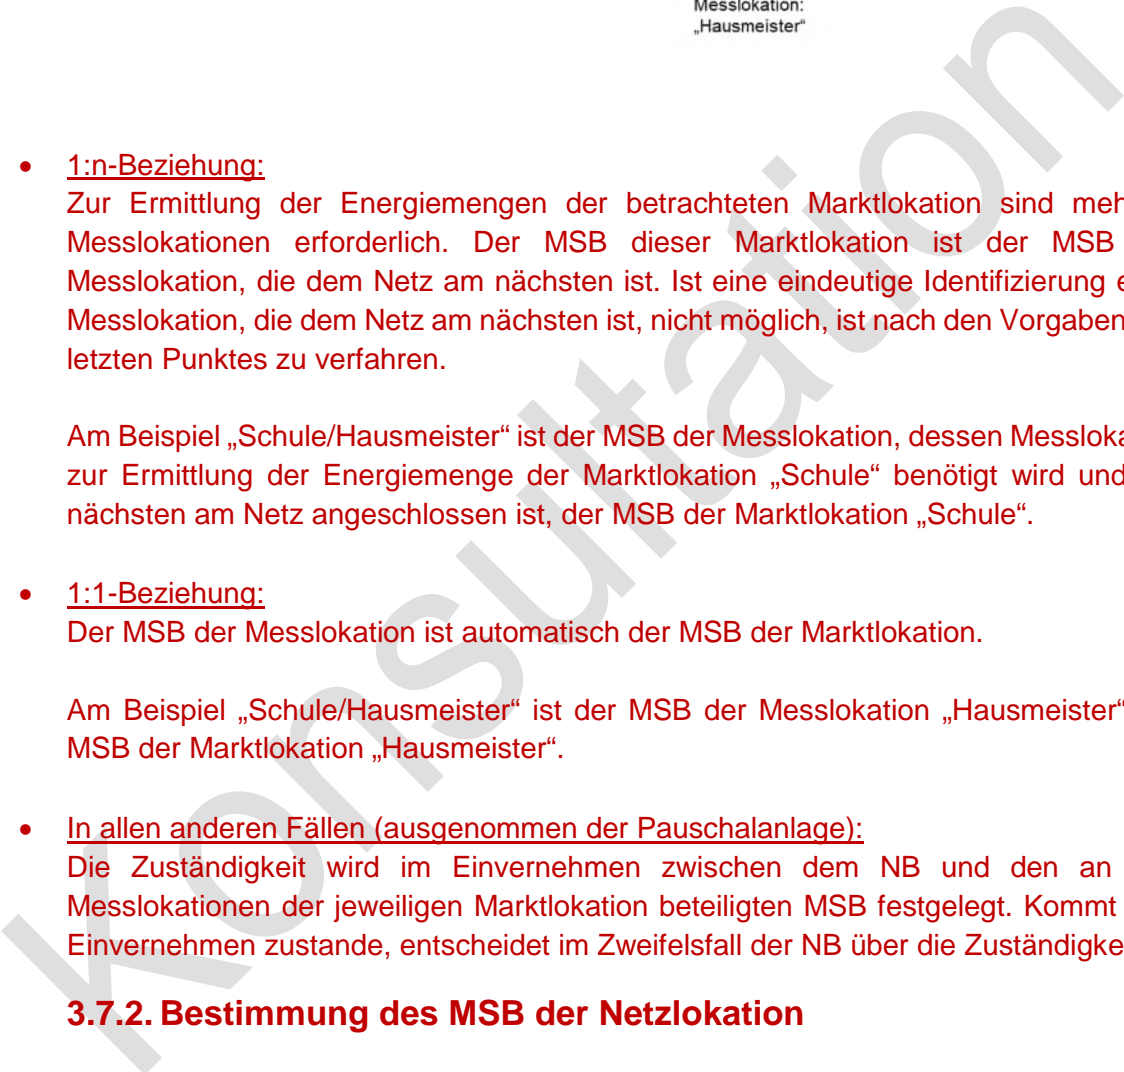 Messlokation:
„Hausmeister“
• 1:n-Beziehung:
Zur Ermittlung der Energiemengen der betrachteten Marktlokation sind meh
Messlokationen erforderlich. Der MSB dieser Marktlokation ist der MSB
Messlokation, die dem Netz am nächsten ist. Ist eine eindeutige Identifizierung e
Messlokation, die dem Netz am nächsten ist, nicht möglich, ist nach den Vorgaben
letzten Punktes zu verfahren.
Am Beispiel „Schule/Hausmeister“ ist der MSB der Messlokation, dessen Messloka
zur Ermittlung der Energiemenge der Marktlokation „Schule“ benötigt wird und
nächsten am Netz angeschlossen ist, der MSB der Marktlokation „Schule“.
• 1:1-Beziehung:
Der MSB der Messlokation ist automatisch der MSB der Marktlokation.
Am Beispiel „Schule/Hausmeister“ ist der MSB der Messlokation „Hausmeister“
MSB der Marktlokation „Hausmeister“.
• In allen anderen Fällen (ausgenommen der Pauschalanlage):
Die Zuständigkeit wird im Einvernehmen zwischen dem NB und den an
Messlokationen der jeweiligen Marktlokation beteiligten MSB festgelegt. Kommt
Einvernehmen zustande, entscheidet im Zweifelsfall der NB über die Zuständigke
3.7.2. Bestimmung des MSB der Netzlokation
Konsultation